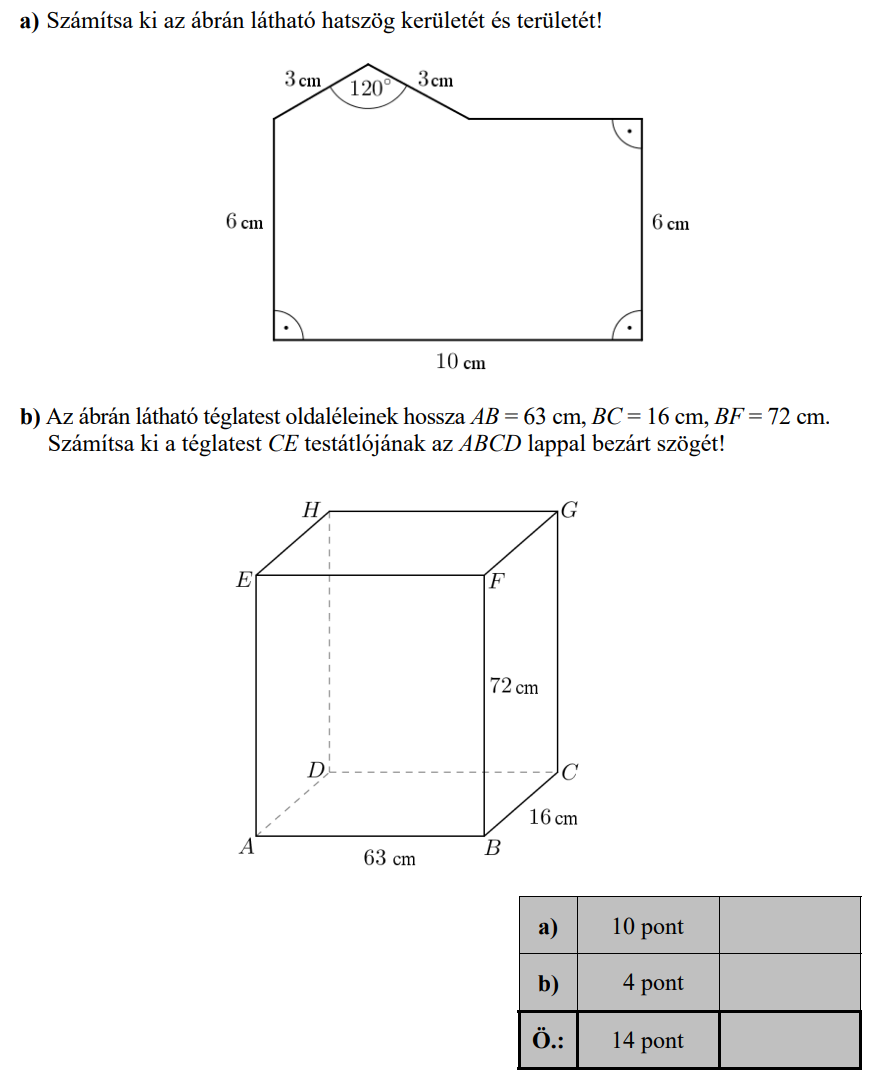 a) Számítsa ki az ábrán látható hatszög kerületét és területét!
3 cm 120° 3 cm
6 cm 6 cm
10 cm
b) Az ábrán látható téglatest oldaléleinek hossza AB = 63 cm, BC = 16 cm, BF = 72 cm.
Számítsa ki a téglatest CE testátlójának az ABCD lappal bezárt szögét!
H G
E F
72 cm
D C
16 cm
A B
63 cm
a) 10 pont
b) 4 pont
Ö.: 14 pont